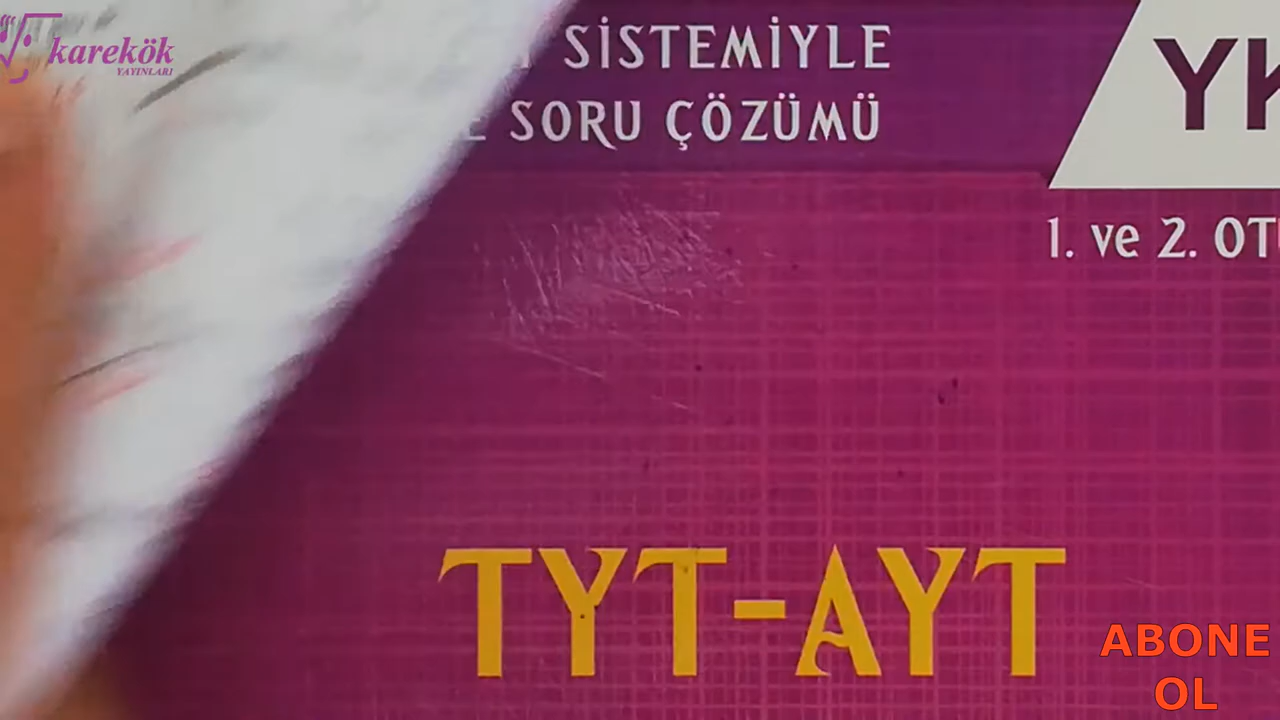 karekök
YAYINLARI
SİSTEMİYLE
SORU ÇÖZÜMÜ
1. ve 2.
TYT-AYT
ABONE
OL